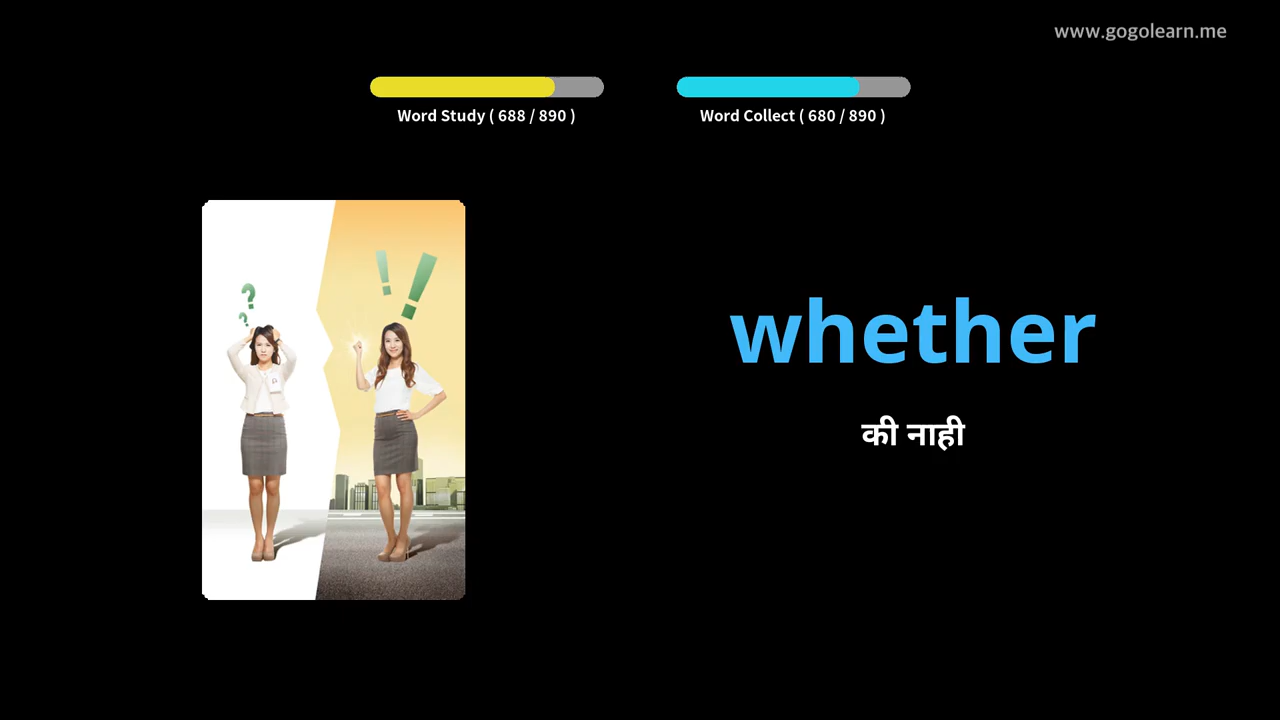 www.gogolearn.me
Word Study ( 688 / 890 )
Word Collect ( 680 / 890 )
? !!
?
whether
की नाही